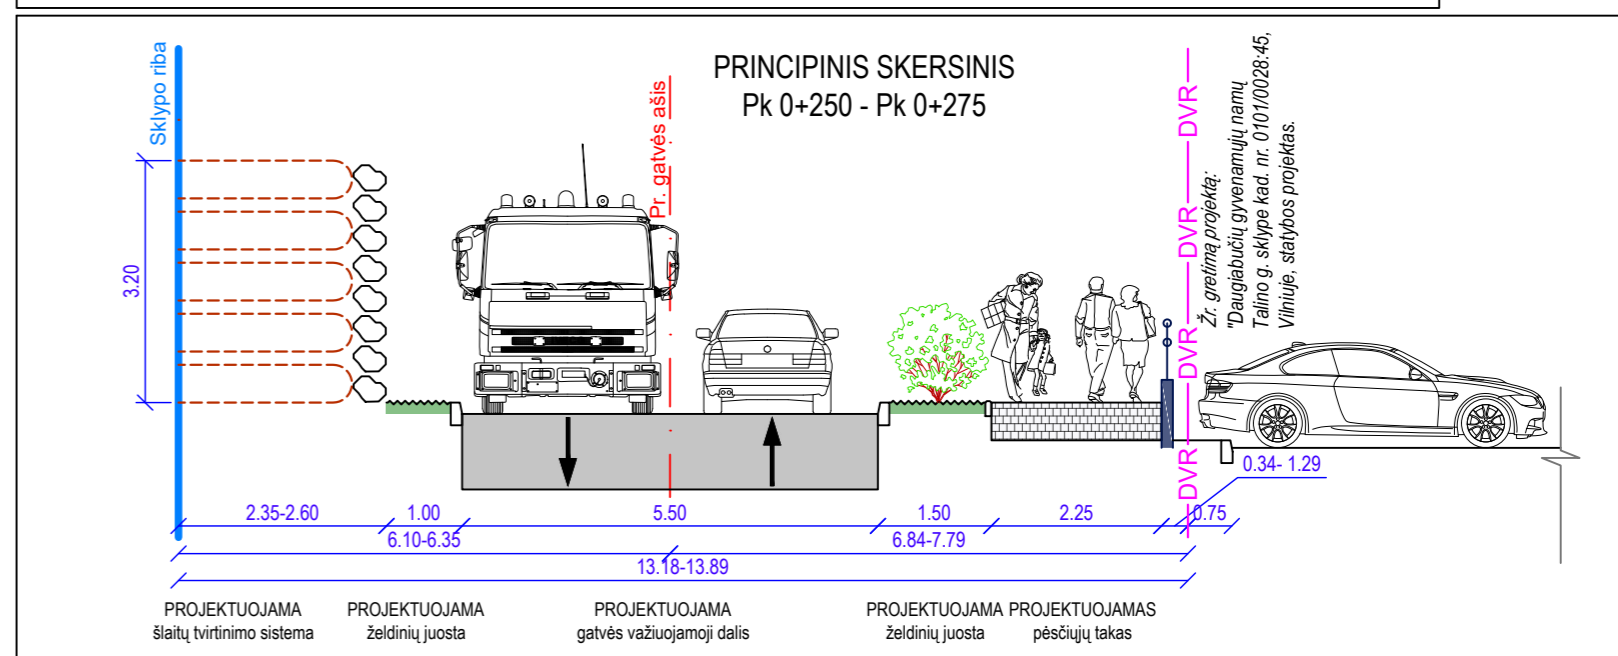 PRINCIPINIS SKERSINIS
Pk 0+250 - Pk 0+275
Sklypo riba
Pr. gatvės ašis
DVR
DVR
DVR
DVR
DVR
Žr. gretimą projektą:
"Daugiabučių gyvenamųjų namų
Talino g. sklype kad. nr. 0101/0028:45,
Vilniuje, statybos projektas.
3.20
0.34- 1.29
2.35-2.60 1.00 5.50 1.50 2.25 0.75
6.10-6.35 6.84-7.79
13.18-13.89
PROJEKTUOJAMA
šlaitų tvirtinimo sistema
PROJEKTUOJAMA
želdinių juosta
PROJEKTUOJAMA
gatvės važiuojamoji dalis
PROJEKTUOJAMA
želdinių juosta
PROJEKTUOJAMAS
pėsčiųjų takas